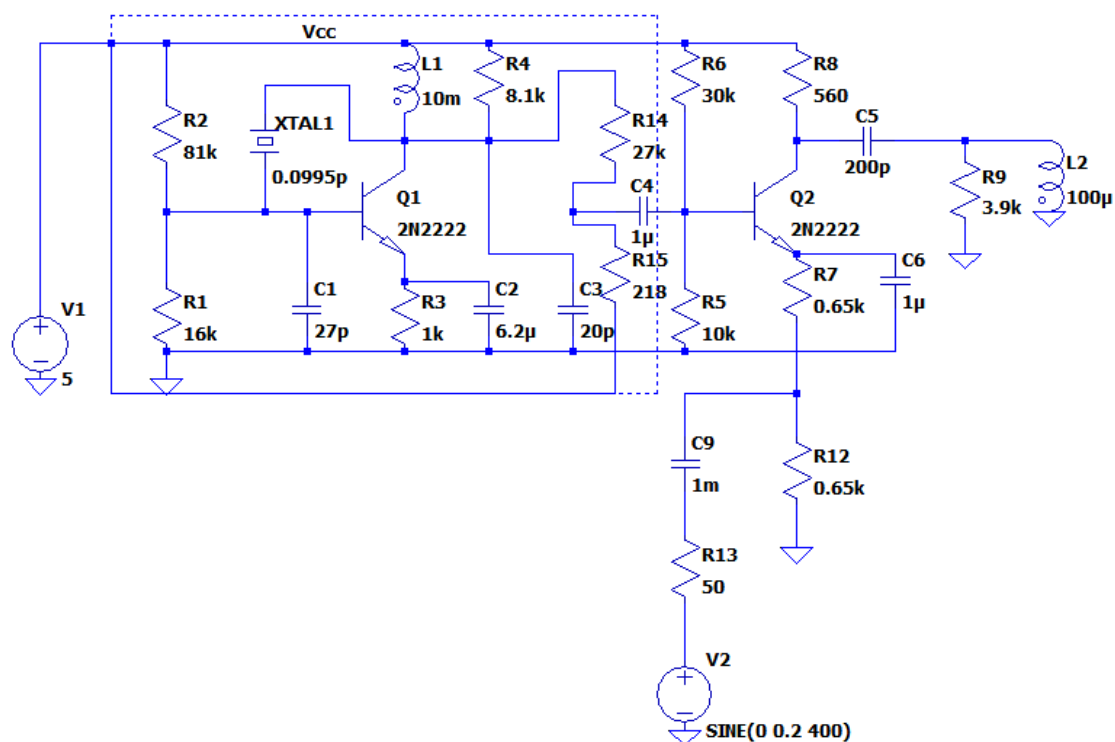 Vcc
L1
10m
R4
8.1k
R6
30k
R8
560
R2
81k
XTAL1
0.0995p
R14
27k
C5
200p
R9
3.9k
L2
100µ
Q1
2N2222
C4
1µ
Q2
2N2222
R15
218
V1
5
R1
16k
C1
27p
R3
1k
C2
6.2µ
C3
20p
R5
10k
R7
0.65k
C6
1µ
C9
1m
R12
0.65k
R13
50
V2
SINE(0 0.2 400)